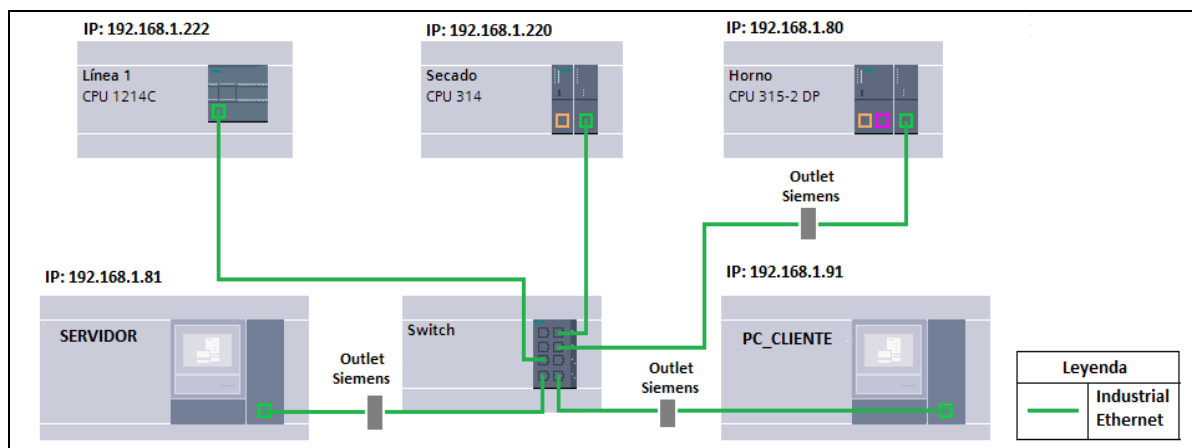 IP: 192.168.1.222
IP: 192.168.1.220
IP: 192.168.1.80
Línea 1
CPU 1214C
Secado
CPU 314
Horno
CPU 315-2 DP
Outlet
Siemens
IP: 192.168.1.81
IP: 192.168.1.91
SERVIDOR
Switch
PC_CLIENTE
Outlet
Siemens
Outlet
Siemens
Leyenda
Industrial
Ethernet